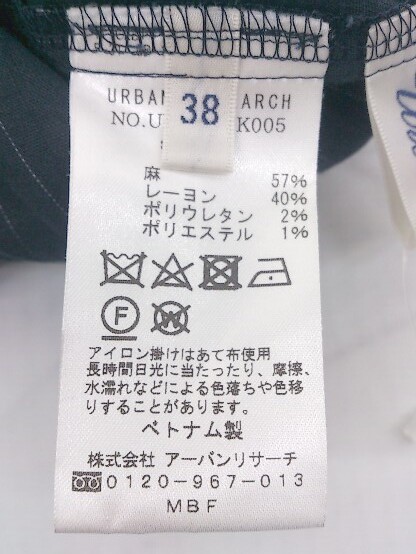 URBAN ARCH
38
NO.U K005
麻 57%
レーヨン 40%
ポリウレタン 2%
ポリエステル 1%
F W
アイロン掛けはあて布使用
長時間日光に当たったり、摩擦、
水濡れなどによる色落ちや色移
りすることがあります。
ベトナム製
株式会社 アーバンリサーチ
0120-967-013
MBF